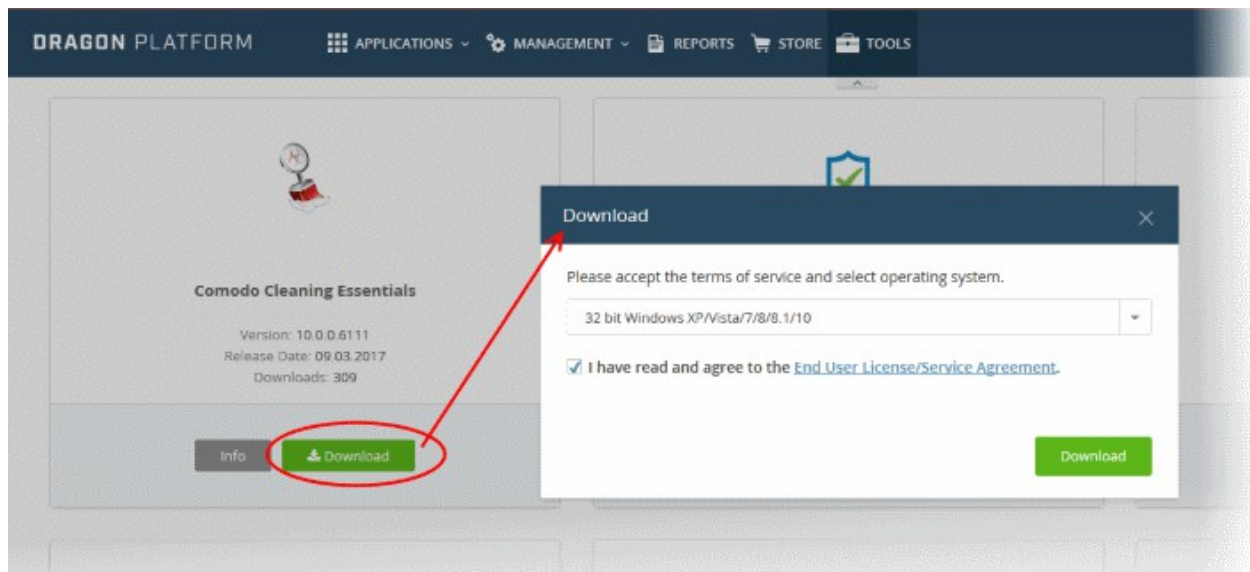 DRAGON PLATFORM
APPLICATIONS
MANAGEMENT
REPORTS
STORE
TOOLS
Comodo Cleaning Essentials
Version: 10.0.0.6111
Release Date: 09.03.2017
Downloads: 309
Info
Download
Download
Please accept the terms of service and select operating system.
32 bit Windows XP/Vista/7/8/8.1/10
I have read and agree to the End User License/Service Agreement.
Download